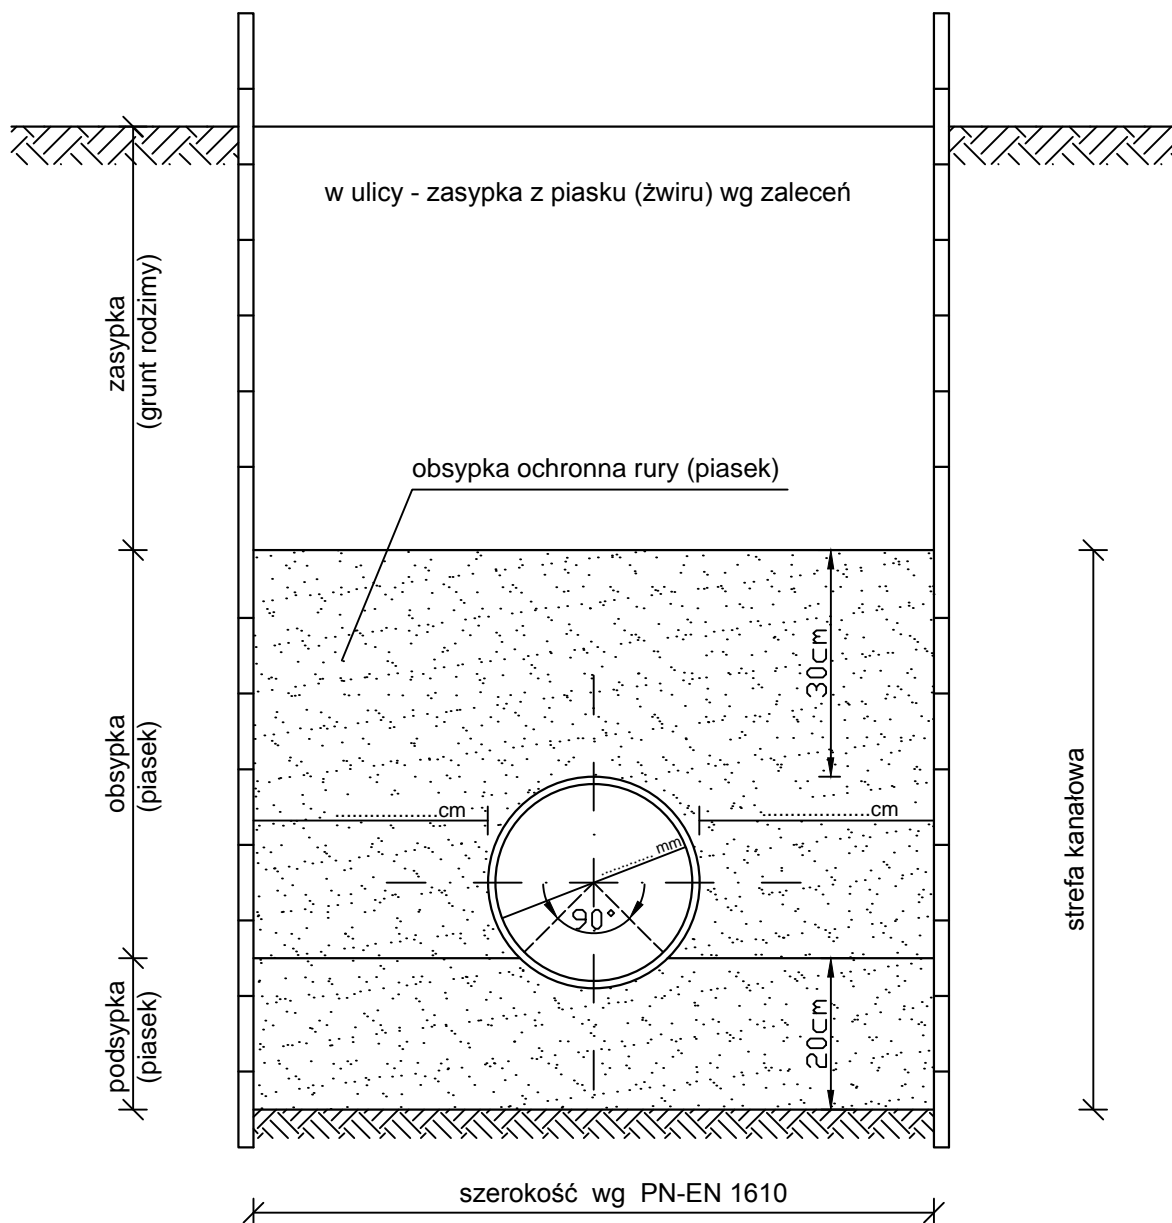 w ulicy - zasypka z piasku (żwiru) wg zaleceń
zasypka
(grunt rodzimy)
obsypka ochronna rury (piasek)
30cm
obsypka
(piasek)
strefa kanałowa
..................cm
...................cm
.......... mm
90°
podsypka
(piasek)
20cm
szerokość wg PN-EN 1610